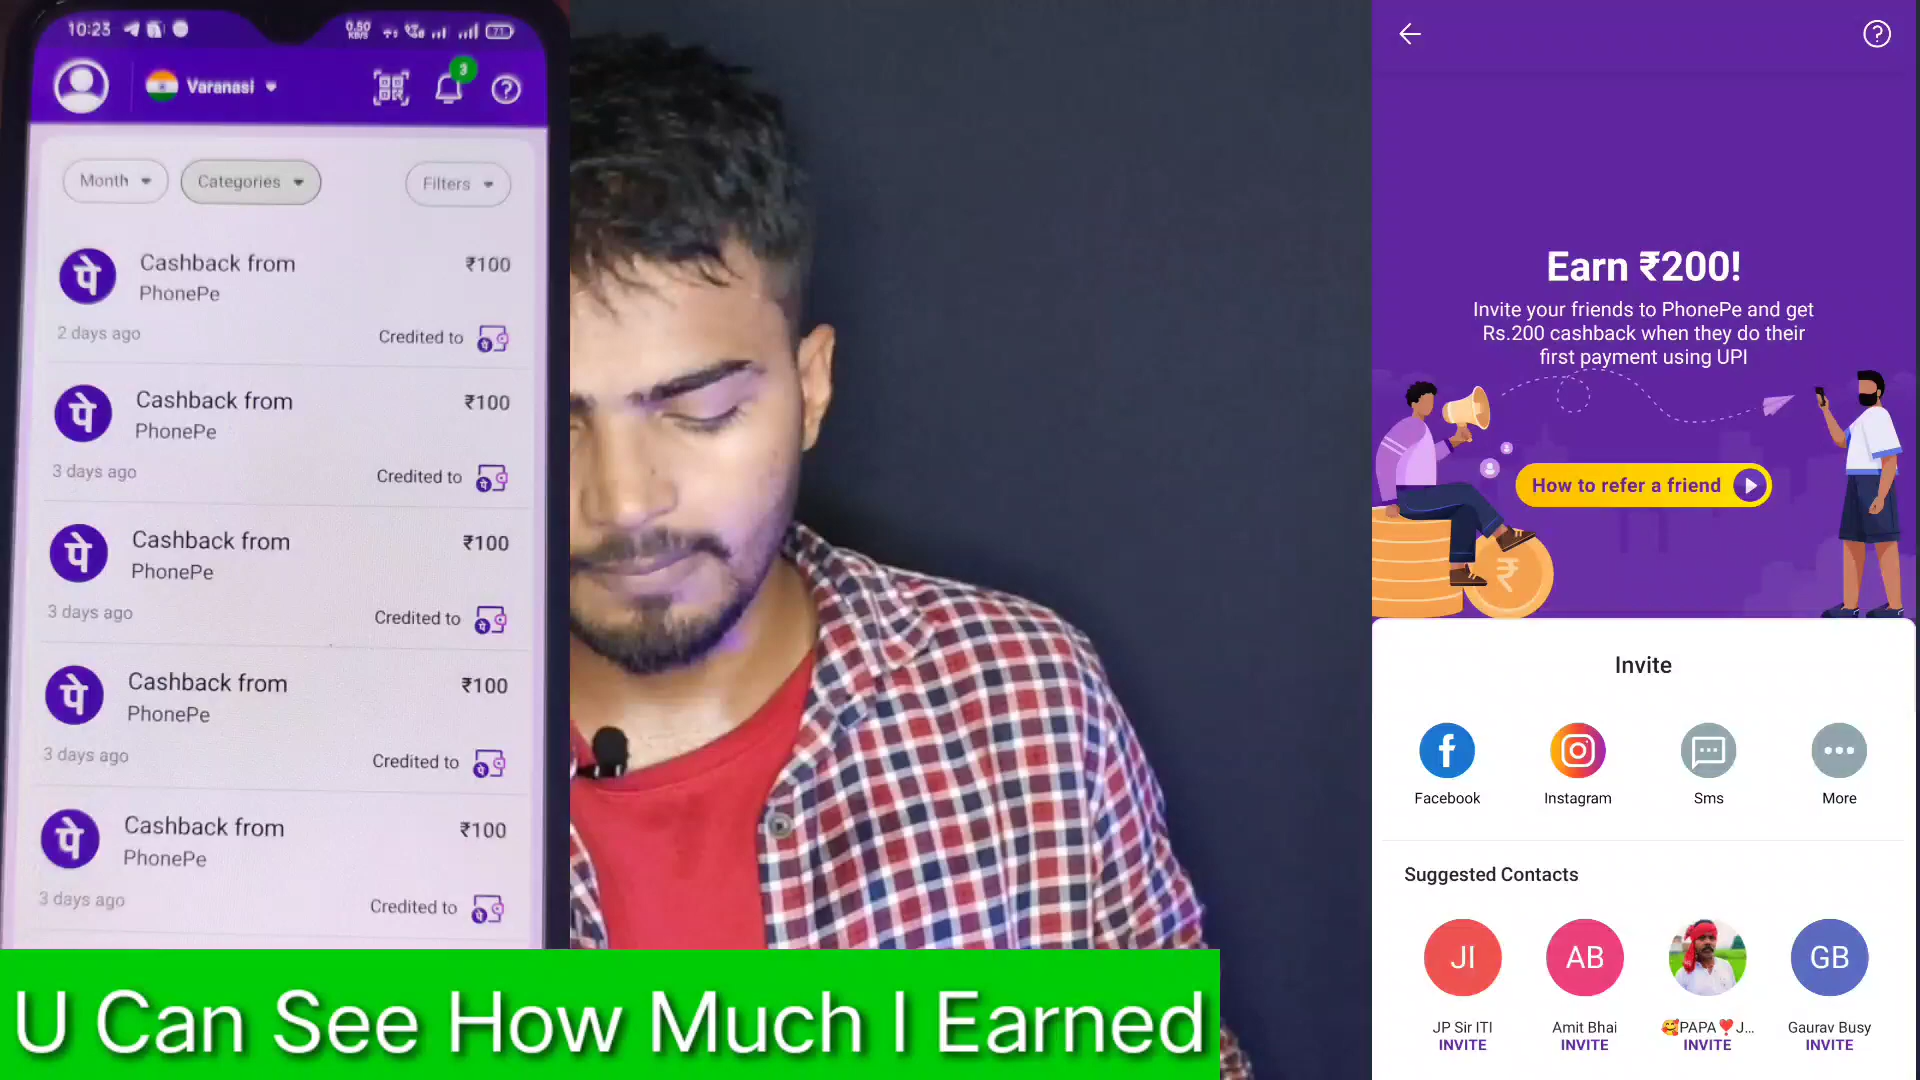 10:23
0.50
KB/S
71
Varanasi
3
Month
Categories
Filters
पे
Cashback from
₹100
PhonePe
2 days ago
Credited to
पे
Cashback from
₹100
PhonePe
3 days ago
Credited to
पे
Cashback from
₹100
PhonePe
3 days ago
Credited to
पे
Cashback from
₹100
PhonePe
3 days ago
Credited to
पे
Cashback from
₹100
PhonePe
3 days ago
Credited to
U Can See How Much I Earned
Earn ₹200!
Invite your friends to PhonePe and get
Rs.200 cashback when they do their
first payment using UPI
How to refer a friend
₹
Invite
Facebook
Instagram
Sms
More
Suggested Contacts
JI
AB
GB
JP Sir ITI
Amit Bhai
🥰PAPA❣️J...
Gaurav Busy
INVITE
INVITE
INVITE
INVITE